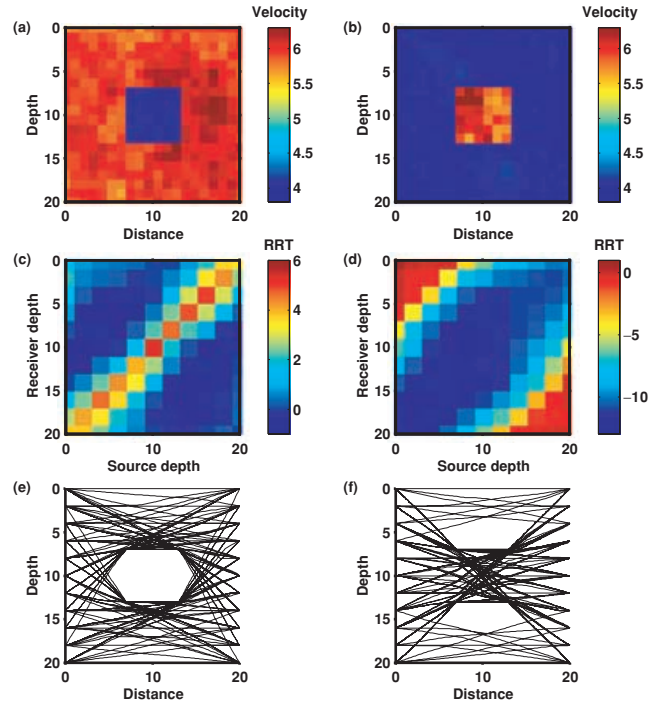 (a) Velocity (b) Velocity
0 6 0 6
5 5.5 5 5.5
Depth 10 5 Depth 10 5
15 4.5 15 4.5
20 4 20 4
0 10 20 0 10 20
Distance Distance
(c) RRT (d) RRT
0 6 0 0
5 4 5 −5
Receiver depth 10 2 Receiver depth 10
15 0 15 −10
20 20
0 10 20 0 10 20
Source depth Source depth
(e) (f)
0 0
5 5
Depth 10 Depth 10
15 15
20 20
0 10 20 0 10 20
Distance Distance